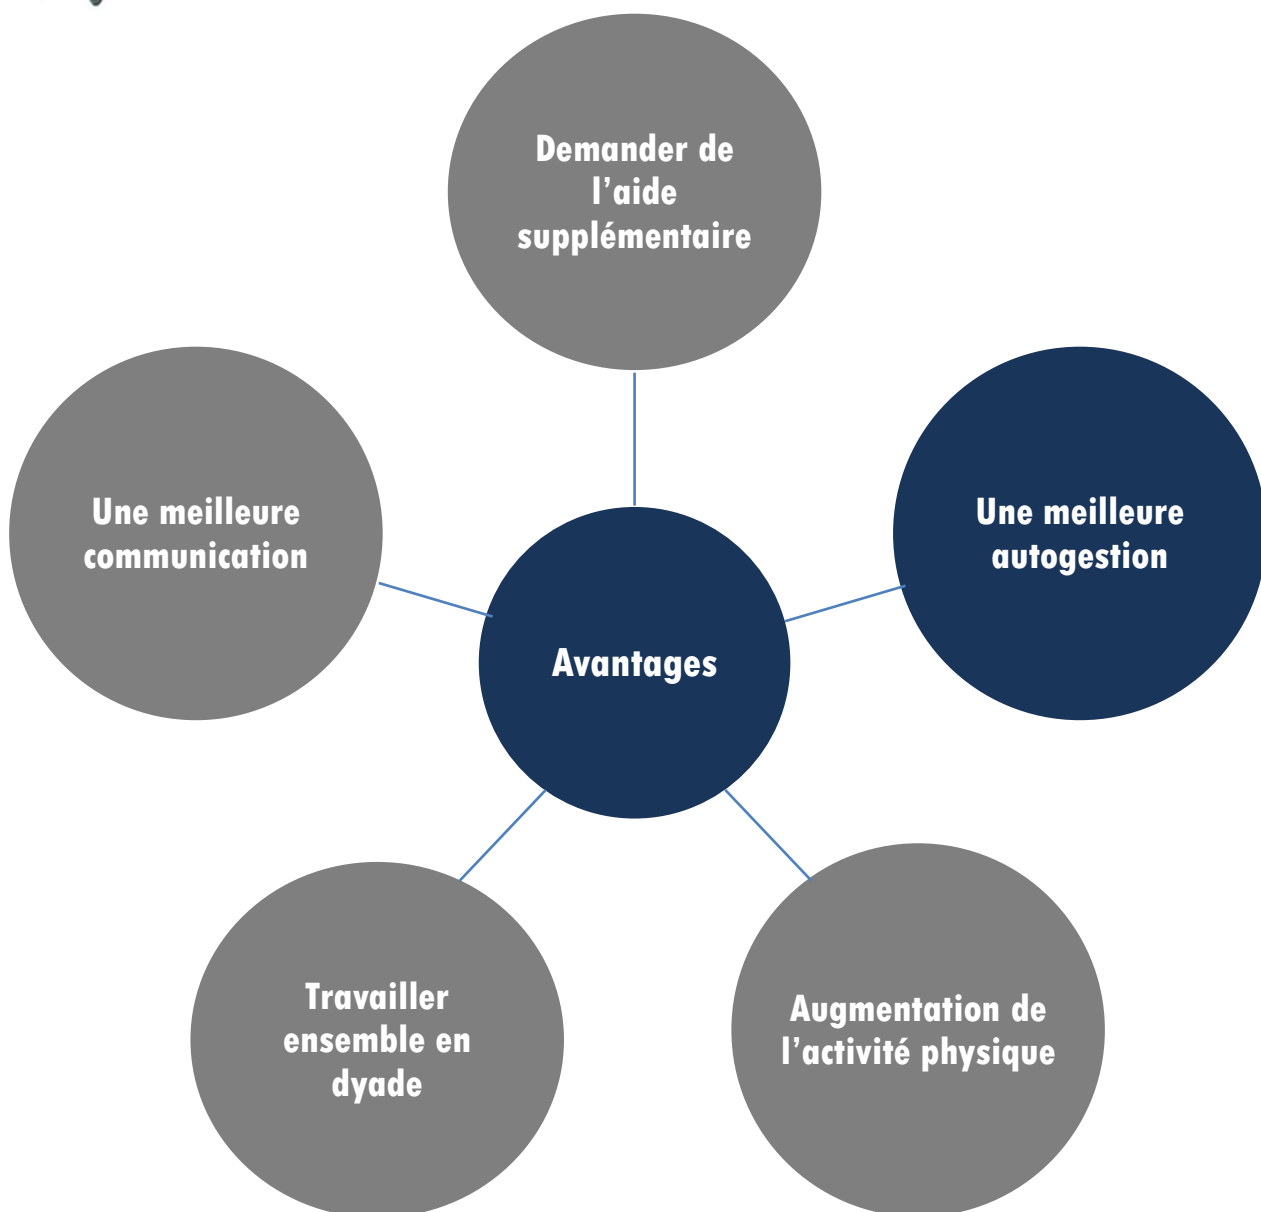 Demander de
l’aide
supplémentaire
Une meilleure
communication
Une meilleure
autogestion
Avantages
Travailler
ensemble en
dyade
Augmentation de
l’activité physique